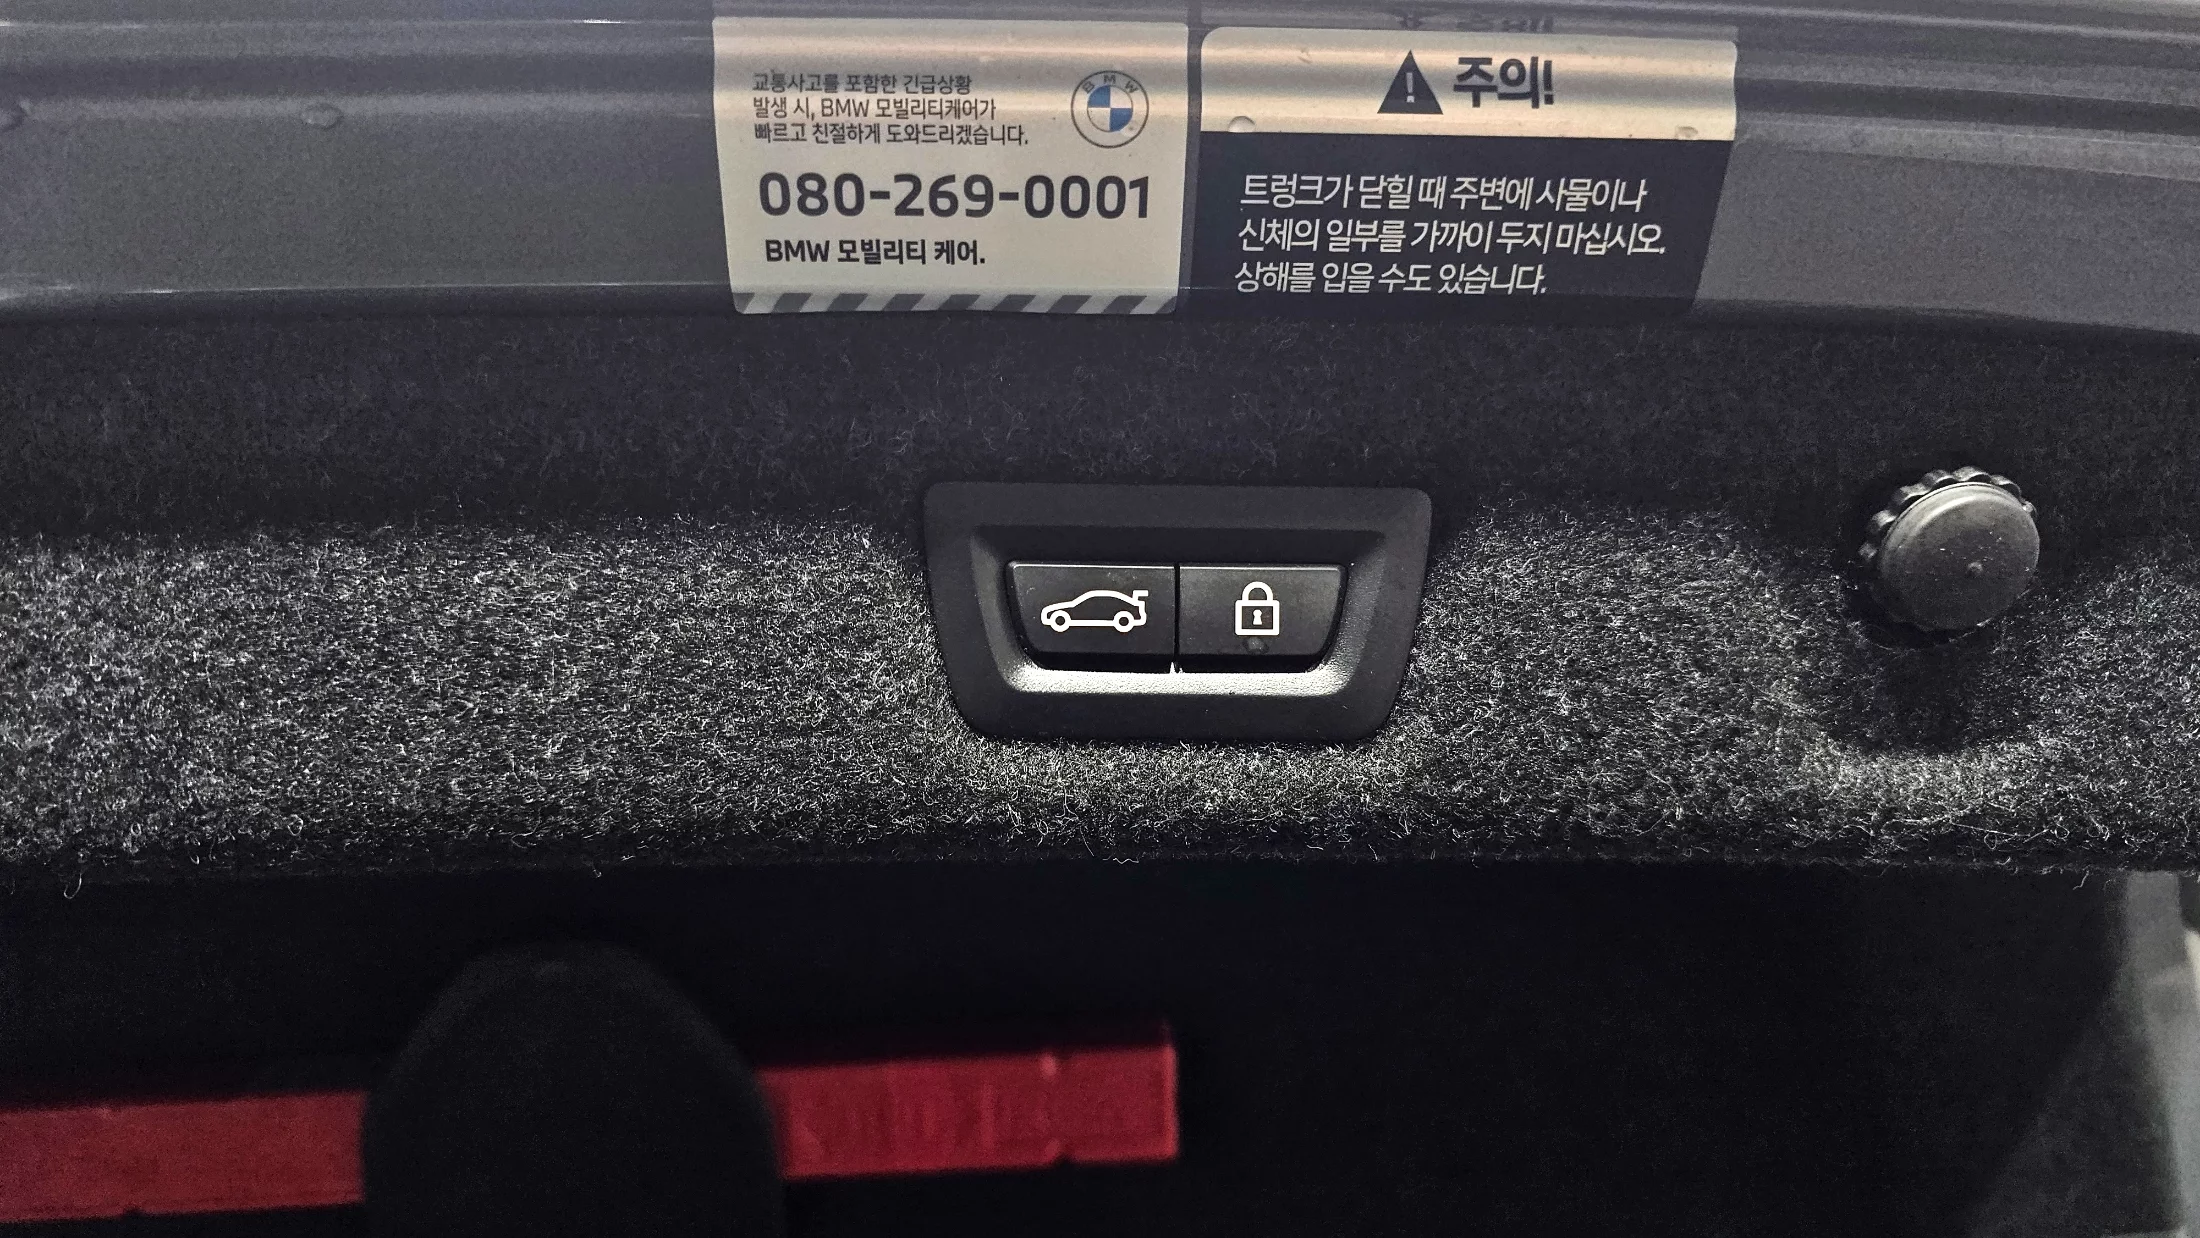 교통사고를 포함한 긴급상황
발생 시, BMW 모빌리티케어가
빠르고 친절하게 도와드리겠습니다.
BMW
080-269-0001
BMW 모빌리티 케어.
주의!
트렁크가 닫힐 때 주변에 사물이나
신체의 일부를 가까이 두지 마십시오.
상해를 입을 수도 있습니다.